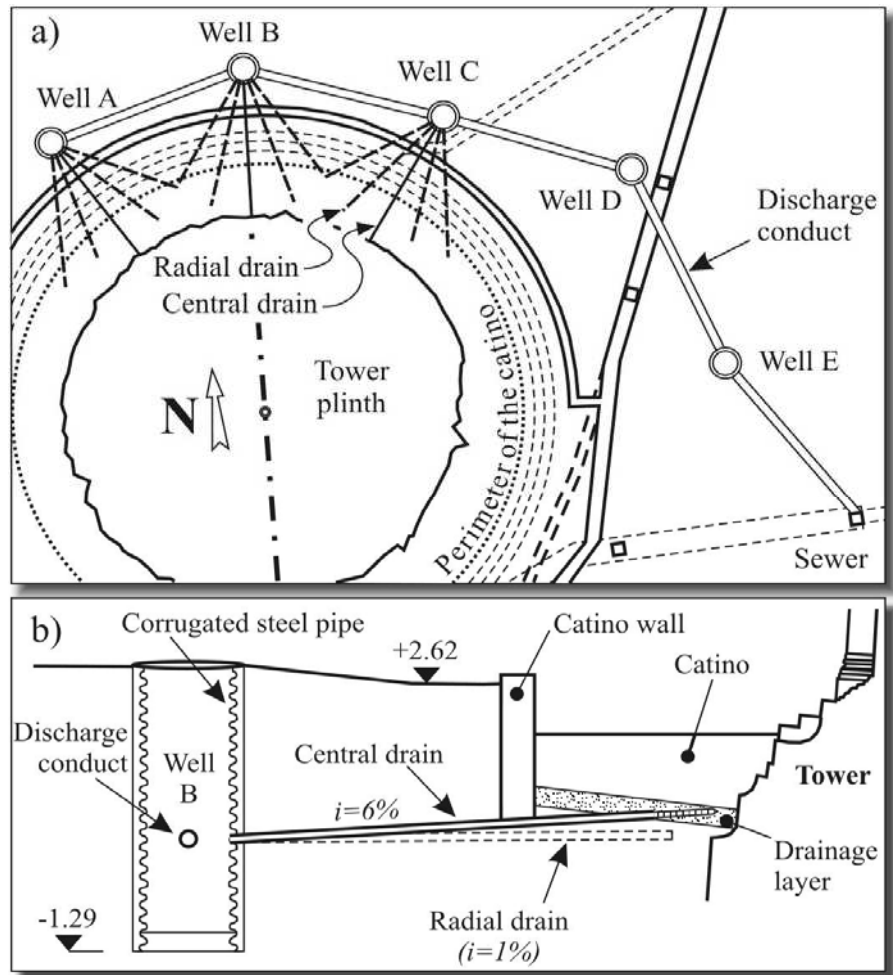 a)
Well B
Well A
Well C
Well D
Discharge
conduct
Radial drain
Central drain
Tower
plinth
N
Perimeter of the catino
Well E
Sewer
b)
Corrugated steel pipe
Catino wall
+2.62
Catino
Discharge
conduct
Well
B
Central drain
i=6%
Tower
Drainage
layer
Radial drain
(i=1%)
-1.29